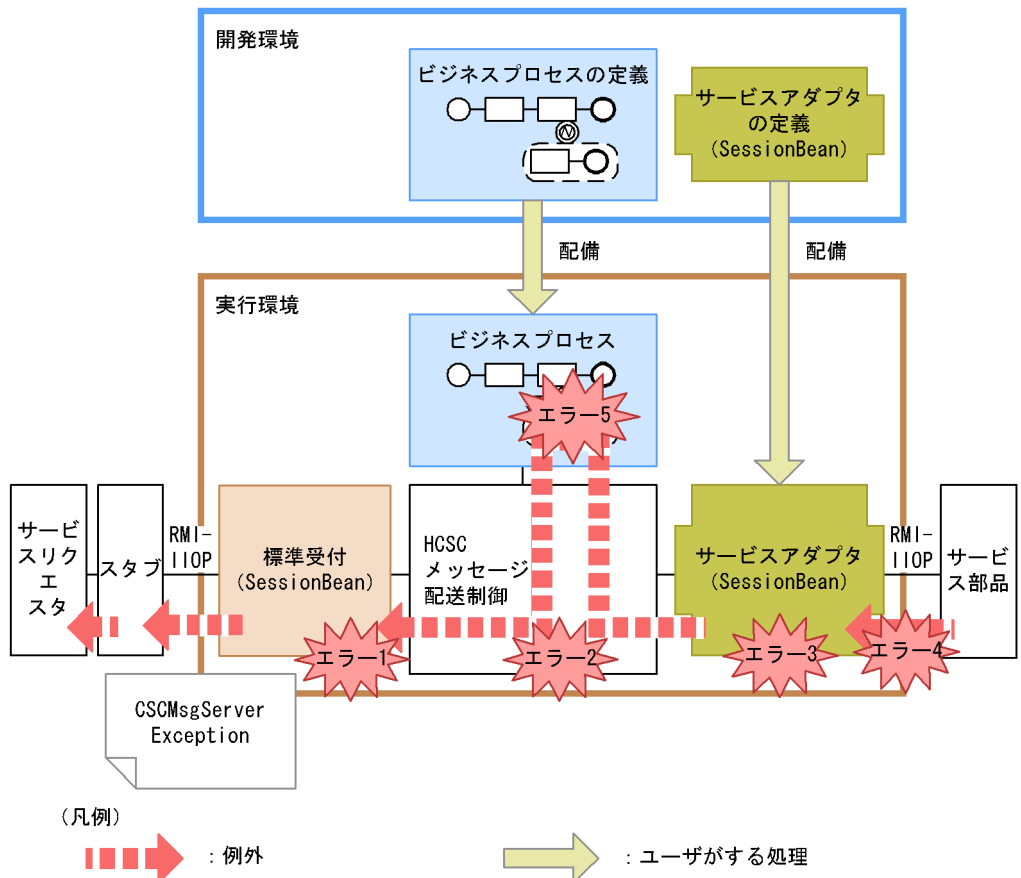 開発環境
ビジネスプロセスの定義
サービスアダプタ
の定義
(SessionBean)
配備
配備
実行環境
ビジネスプロセス
エラー5
サービ
スリク
エ
スタ
スタブ
RMI-
IIOP
標準受付
(SessionBean)
HCSC
メッセージ
配送制御
サービスアダプタ
(SessionBean)
RMI-
IIOP
サービ
ス部品
エラー1
エラー2
エラー3
エラー4
CSCMsgServer
Exception
(凡例)
：例外
：ユーザがする処理